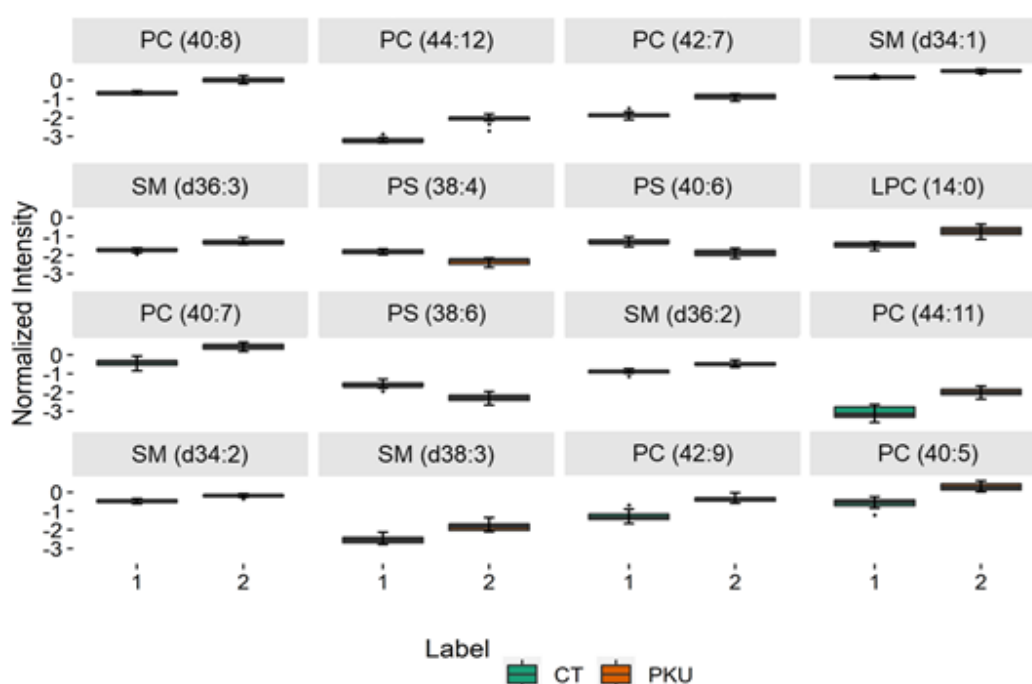 PC (40:8) PC (44:12) PC (42:7) SM (d34:1)
0
-1
-2
-3
SM (d36:3) PS (38:4) PS (40:6) LPC (14:0)
0
-1
-2
-3
Normalized Intensity
PC (40:7) PS (38:6) SM (d36:2) PC (44:11)
0
-1
-2
-3
SM (d34:2) SM (d38:3) PC (42:9) PC (40:5)
0
-1
-2
-3
1 2 1 2 1 2 1 2
Label CT PKU